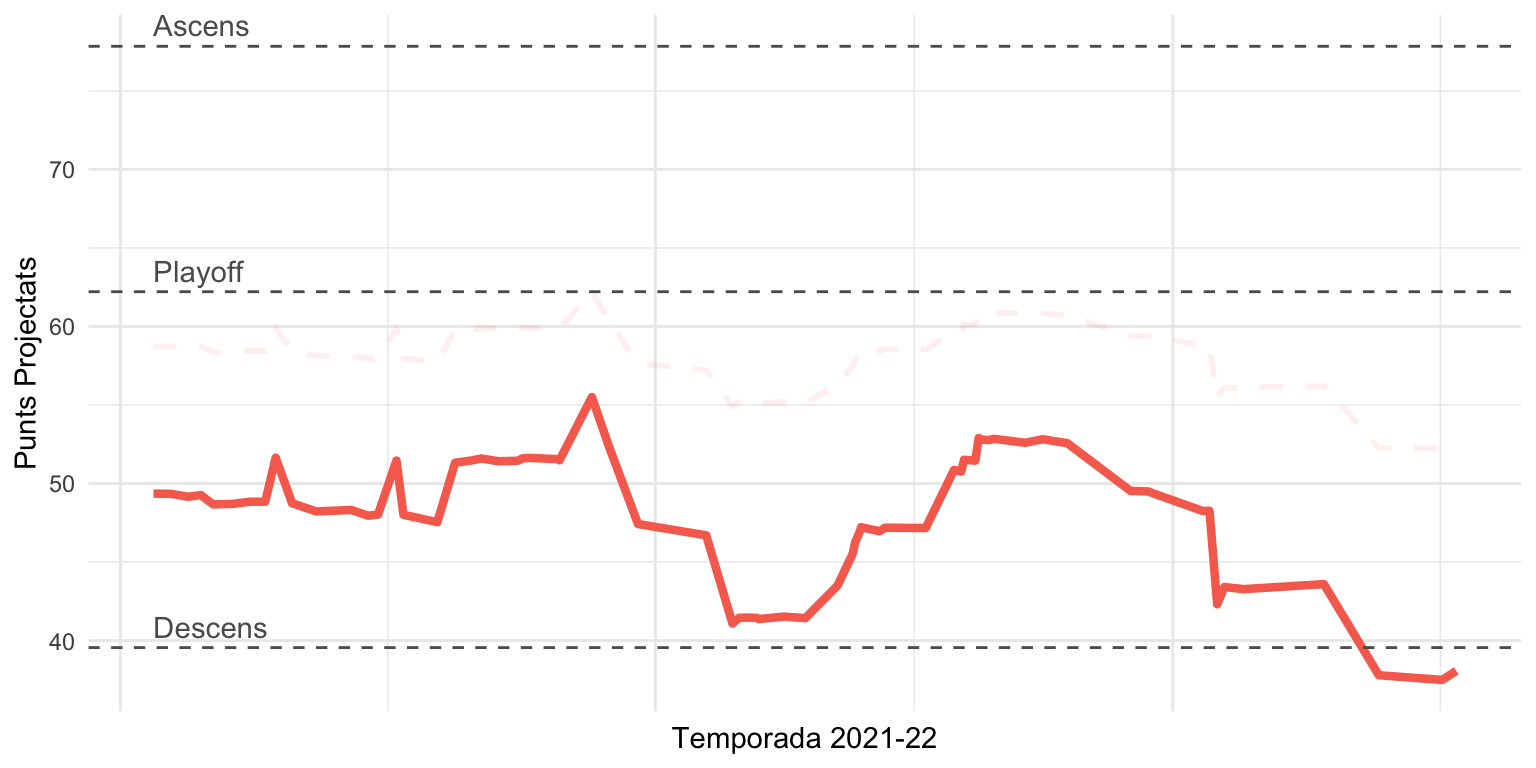 Ascens
70
Playoff
60
50
Descens
40
Punts Projectats
Temporada 2021-22